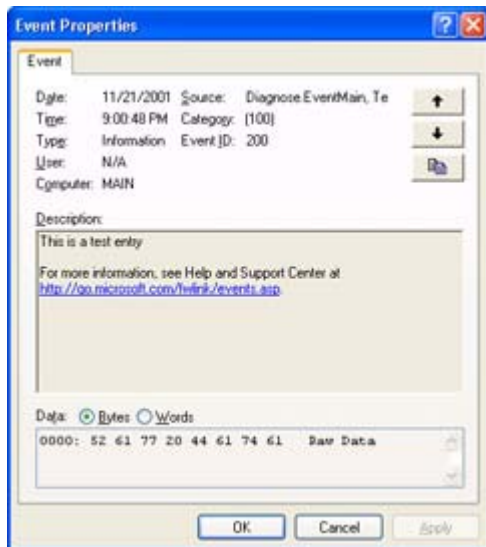 Event Properties
Event
Date: 11/21/2001 Source: Diagnose.EventMain, Te
Time: 9:00:48 PM Category: (100)
Type: Information Event ID: 200
User: N/A
Computer: MAIN
Description:
This is a test entry
For more information, see Help and Support Center at
http://go.microsoft.com/fwlink/events.asp.
Data: Bytes Words
0000: 52 61 77 20 44 61 74 61 Raw Data
OK Cancel Apply